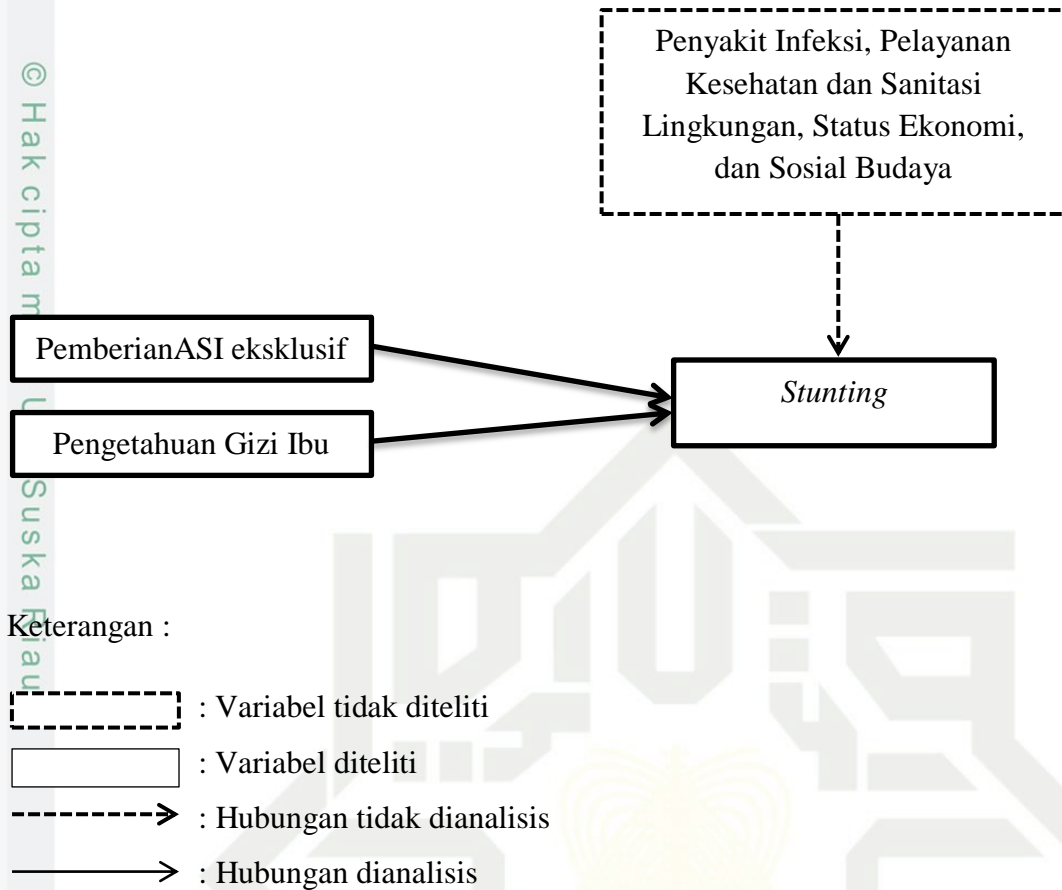 Penyakit Infeksi, Pelayanan
Kesehatan dan Sanitasi
Lingkungan, Status Ekonomi,
dan Sosial Budaya
PemberianASI eksklusif
Stunting
Pengetahuan Gizi Ibu
Keterangan :
: Variabel tidak diteliti
: Variabel diteliti
: Hubungan tidak dianalisis
: Hubungan dianalisis
© Hak cipta m
Suska Riau